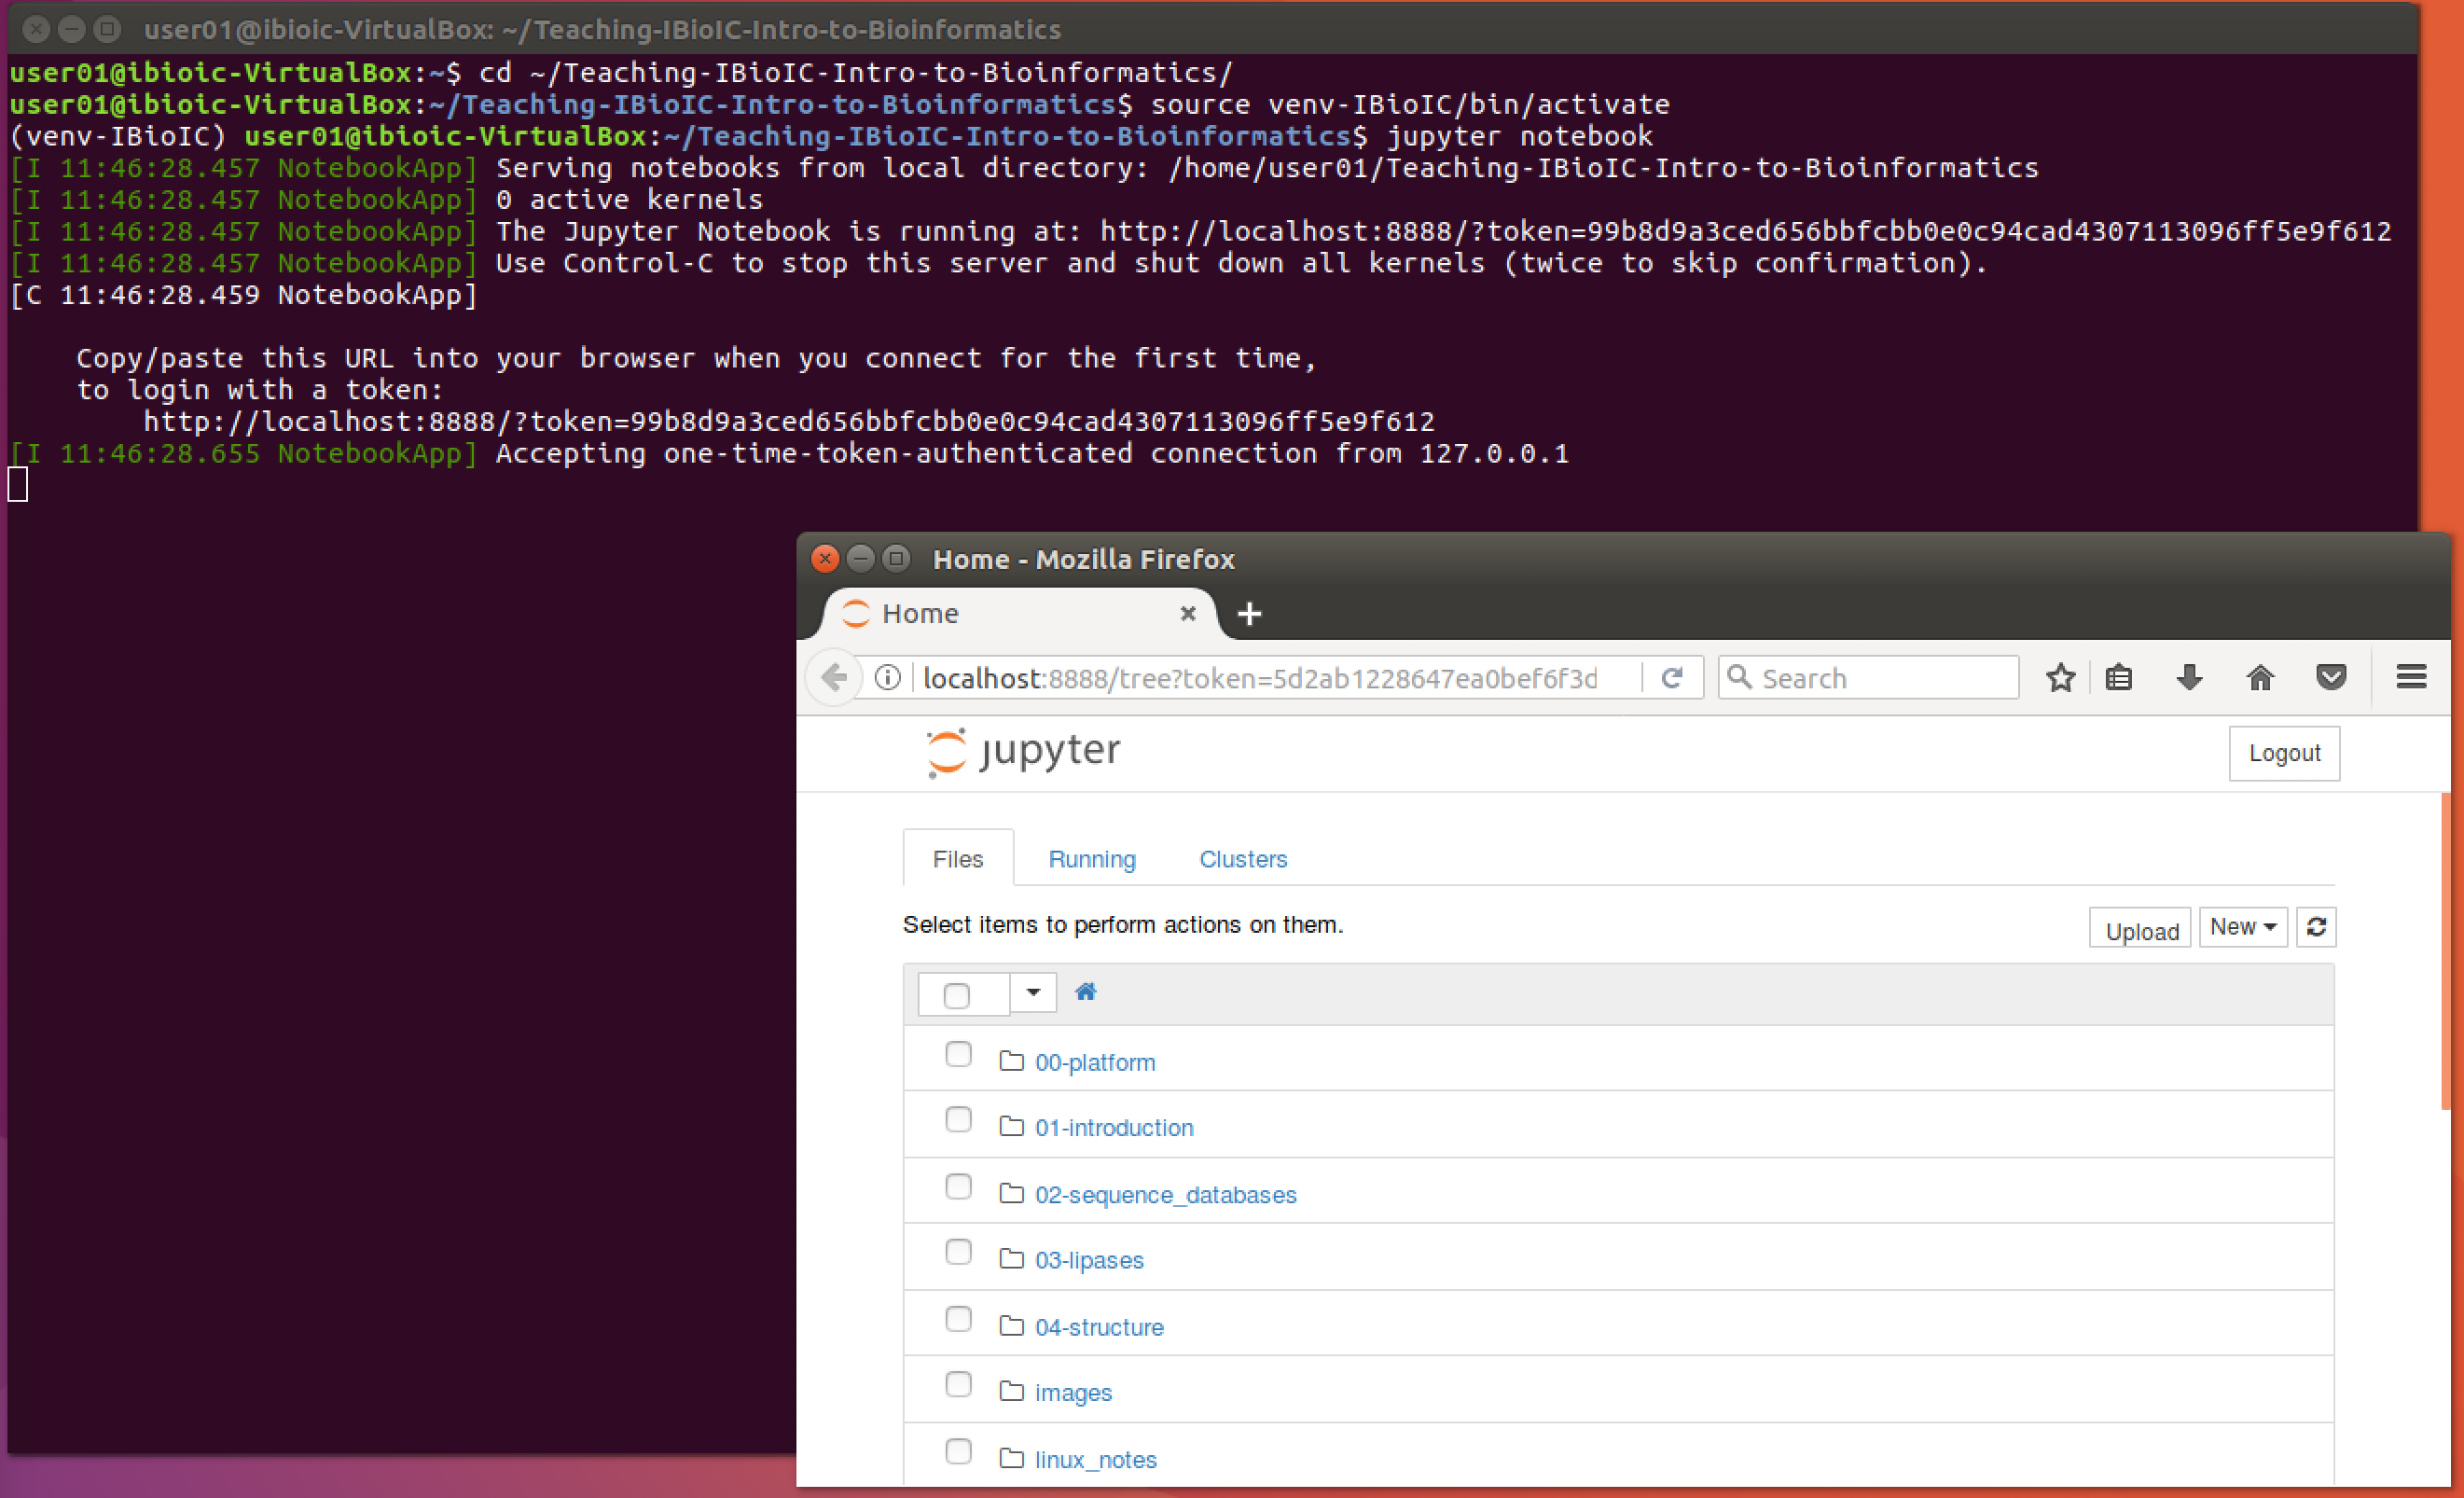 user01@ibioic-VirtualBox: ~/Teaching-IBioIC-Intro-to-Bioinformatics
user01@ibioic-VirtualBox:~$ cd ~/Teaching-IBioIC-Intro-to-Bioinformatics/
user01@ibioic-VirtualBox:~/Teaching-IBioIC-Intro-to-Bioinformatics$ source venv-IBioIC/bin/activate
(venv-IBioIC) user01@ibioic-VirtualBox:~/Teaching-IBioIC-Intro-to-Bioinformatics$ jupyter notebook
[I 11:46:28.457 NotebookApp] Serving notebooks from local directory: /home/user01/Teaching-IBioIC-Intro-to-Bioinformatics
[I 11:46:28.457 NotebookApp] 0 active kernels
[I 11:46:28.457 NotebookApp] The Jupyter Notebook is running at: http://localhost:8888/?token=99b8d9a3ced656bbfcbb0e0c94cad4307113096ff5e9f612
[I 11:46:28.457 NotebookApp] Use Control-C to stop this server and shut down all kernels (twice to skip confirmation).
[C 11:46:28.459 NotebookApp]
Copy/paste this URL into your browser when you connect for the first time,
to login with a token:
http://localhost:8888/?token=99b8d9a3ced656bbfcbb0e0c94cad4307113096ff5e9f612
[I 11:46:28.655 NotebookApp] Accepting one-time-token-authenticated connection from 127.0.0.1
Home - Mozilla Firefox
Home
localhost:8888/tree?token=5d2ab1228647ea0bef6f3d
Search
jupyter
Logout
Files Running Clusters
Select items to perform actions on them.
Upload New
00-platform
01-introduction
02-sequence_databases
03-lipases
04-structure
images
linux_notes